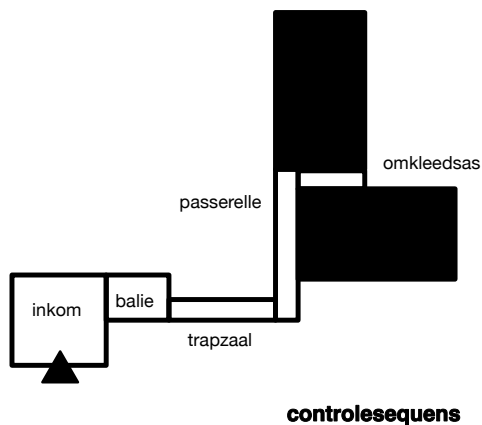 omkleedsas
passerelle
inkom
balie
trapzaal
controlesequens